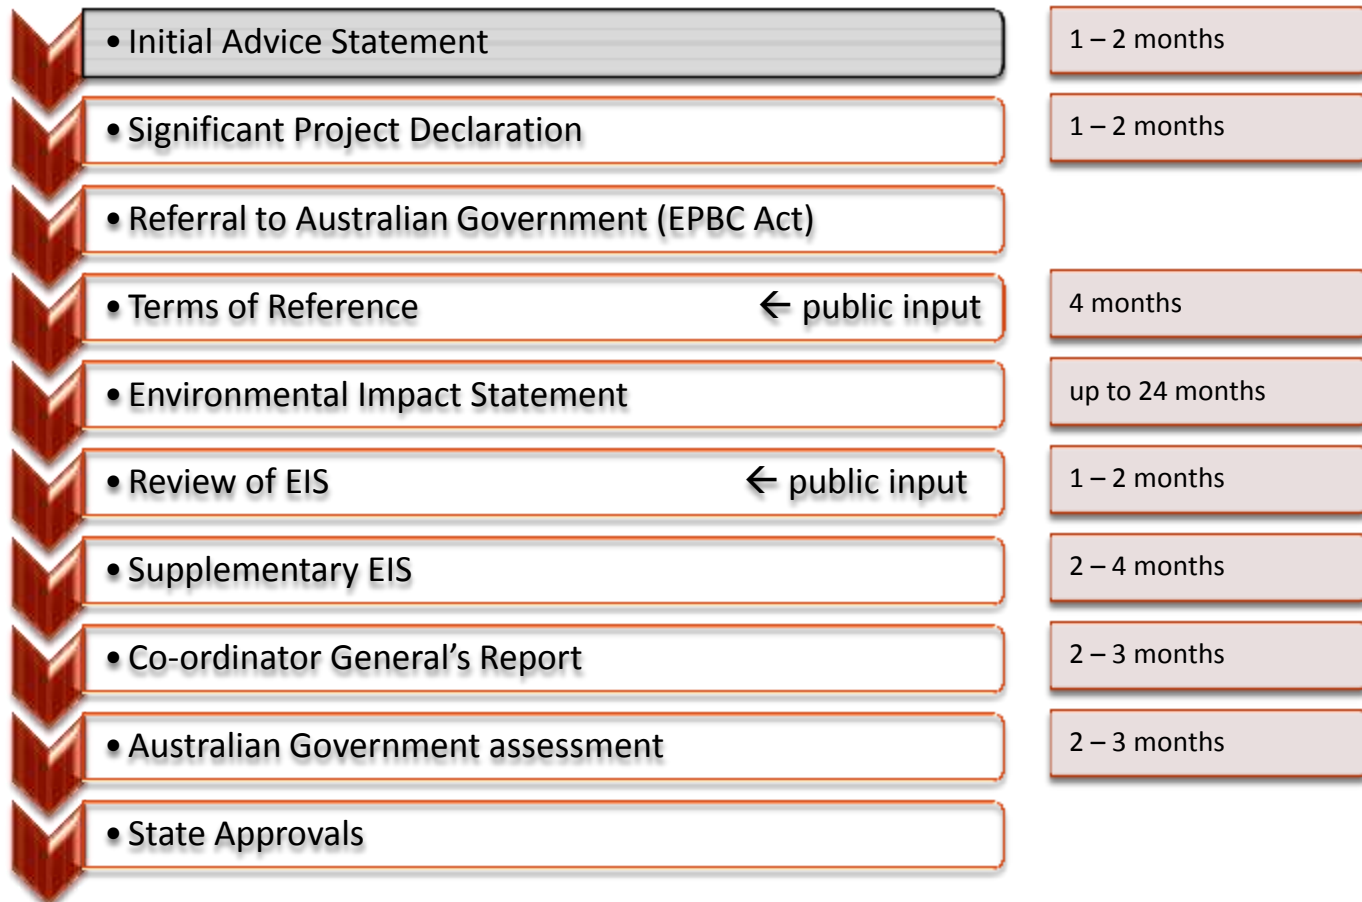 • Initial Advice Statement 1 – 2 months
• Significant Project Declaration 1 – 2 months
• Referral to Australian Government (EPBC Act)
• Terms of Reference ← public input 4 months
• Environmental Impact Statement up to 24 months
• Review of EIS ← public input 1 – 2 months
• Supplementary EIS 2 – 4 months
• Co-ordinator General’s Report 2 – 3 months
• Australian Government assessment 2 – 3 months
• State Approvals